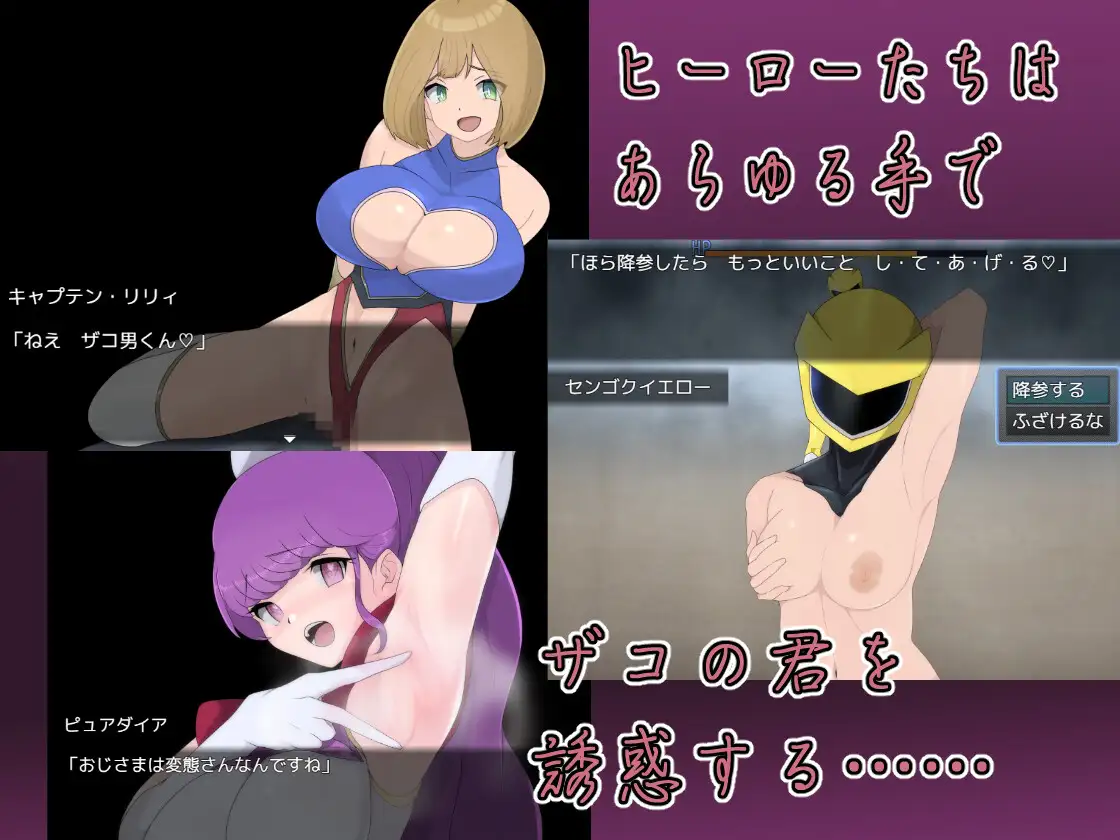 ヒーローたちは
あらゆる手で
キャプテン・リリィ
「ねえ　ザコ男くん♡」
HP
「ほら降参したら　もっといいこと　し・て・あ・げ・る♡」
センゴクイエロー
降参する
ふざけるな
ピュアダイア
「おじさまは変態さんなんですね」
ザコの君を
誘惑する……